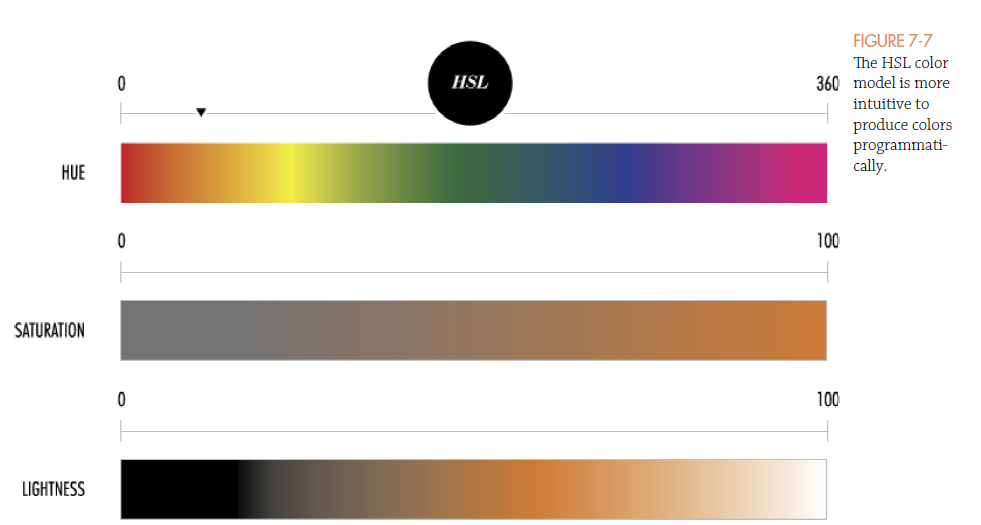 FIGURE 7-7
The HSL color
model is more
intuitive to
produce colors
programmati-
cally.
HSL
0
360
HUE
0
100
SATURATION
0
100
LIGHTNESS